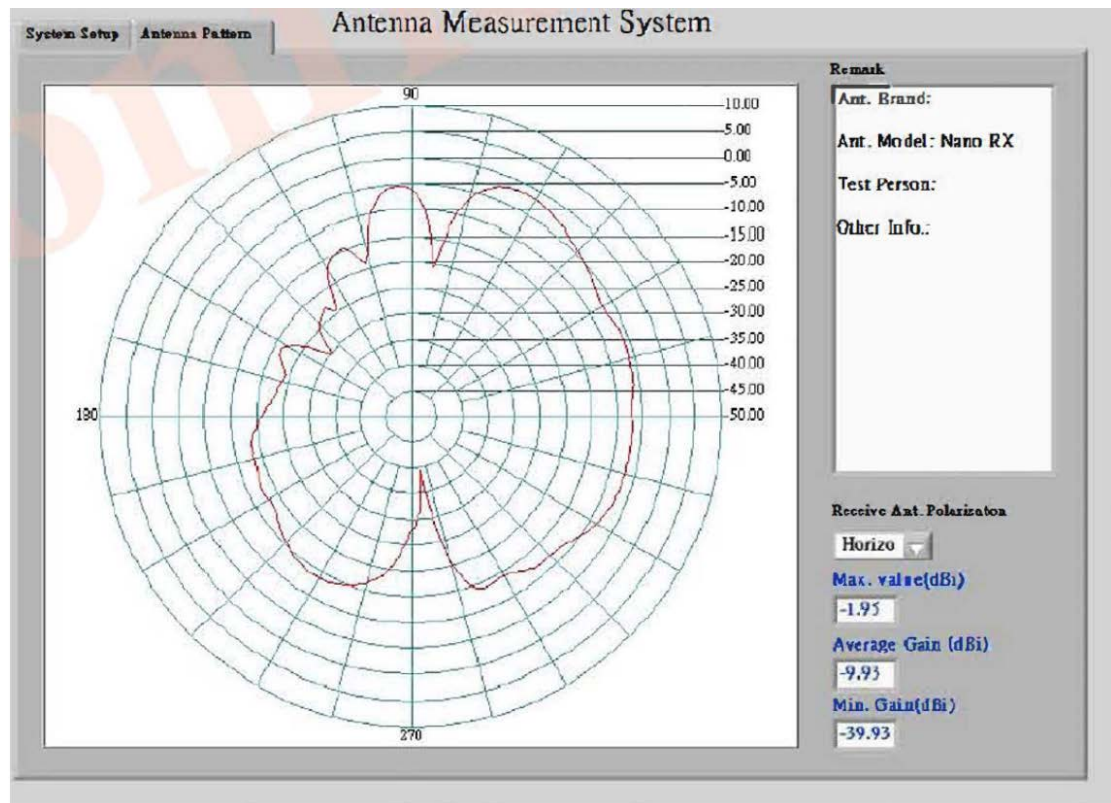 Antenna Measurement System
System Setup
Antenna Pattern
Remark
Ant. Brand:
Ant. Model: Nano RX
Test Person:
Other Info.:
90
10.00
5.00
0.00
-5.00
-10.00
-15.00
-20.00
-25.00
-30.00
-35.00
-40.00
-45.00
-50.00
180
270
Receive Ant. Polarizaton
Horizo
Max. value(dBi)
-1.95
Average Gain (dBi)
-9.93
Min. Gain(dBi)
-39.93